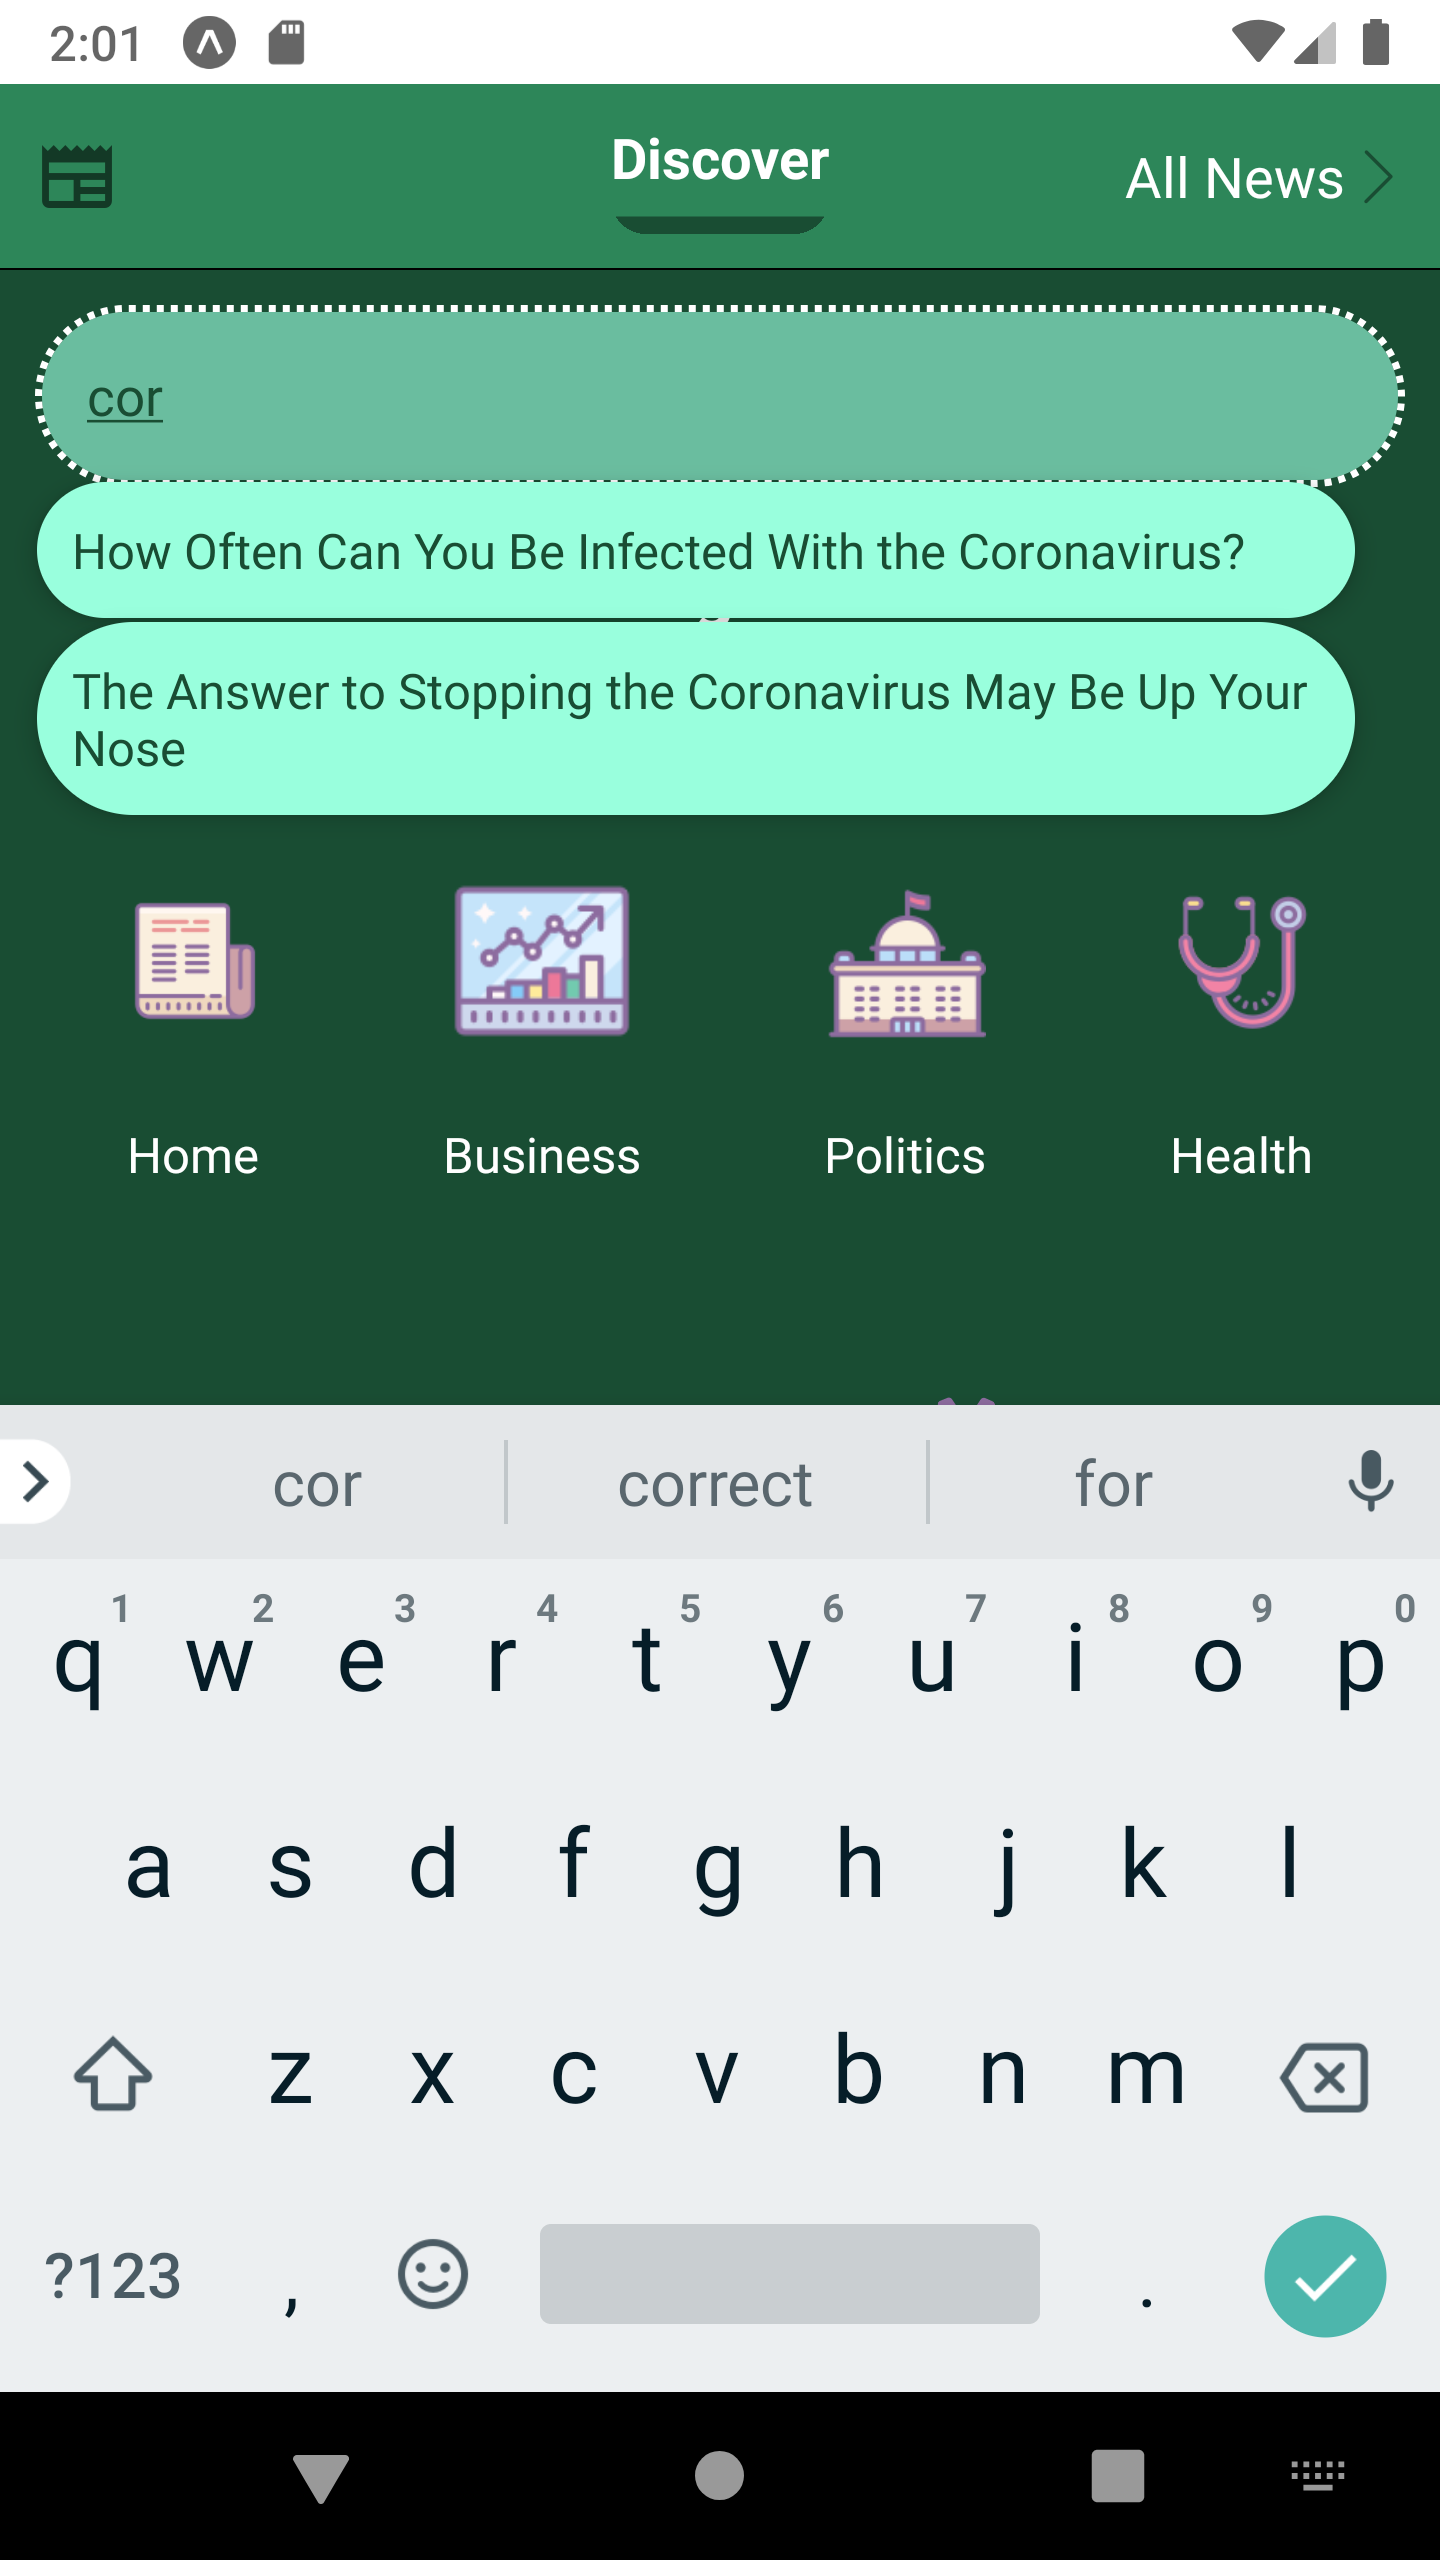 2:01
Discover
All News
cor
How Often Can You Be Infected With the Coronavirus?
The Answer to Stopping the Coronavirus May Be Up Your
Nose
Home Business Politics Health
cor correct for
1 2 3 4 5 6 7 8 9 0
q w e r t y u i o p
a s d f g h j k l
z x c v b n m
?123 , .